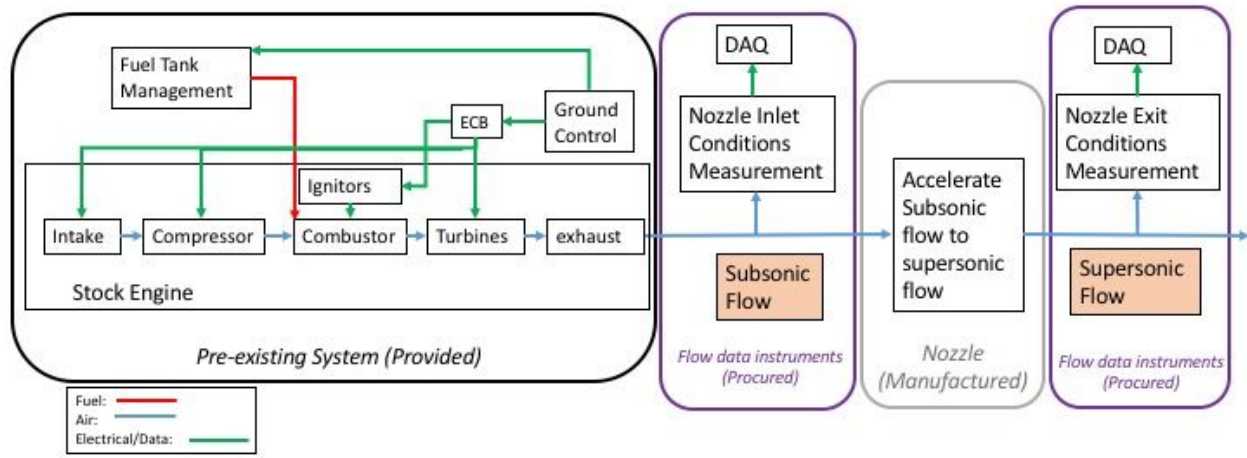 Fuel Tank
Management
ECB
Ground
Control
Ignitors
Intake
Compressor
Combustor
Turbines
exhaust
Stock Engine
Pre-existing System (Provided)
DAQ
Nozzle Inlet
Conditions
Measurement
Subsonic
Flow
Flow data instruments
(Procured)
Accelerate
Subsonic
flow to
supersonic
flow
Nozzle
(Manufactured)
DAQ
Nozzle Exit
Conditions
Measurement
Supersonic
Flow
Flow data instruments
(Procured)
Fuel:
Air:
Electrical/Data: